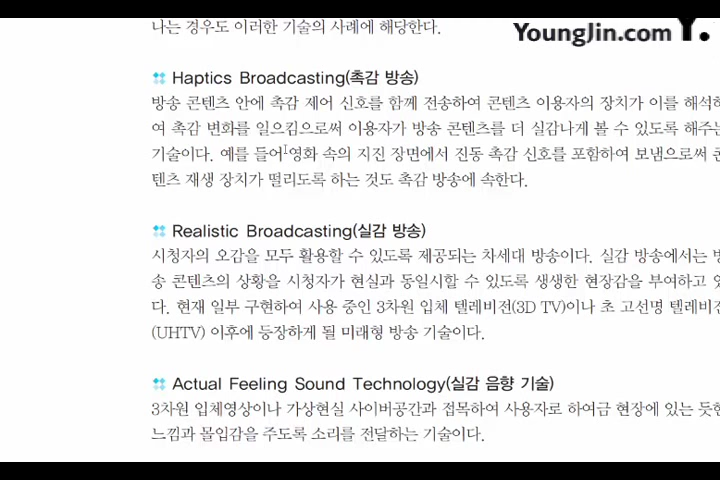 나는 경우도 이러한 기술의 사례에 해당한다.
YoungJin.com Y.
Haptics Broadcasting(촉감 방송)
방송 콘텐츠 안에 촉감 제어 신호를 함께 전송하여 콘텐츠 이용자의 장치가 이를 해석하
여 촉감 변화를 일으킴으로써 이용자가 방송 콘텐츠를 더 실감나게 볼 수 있도록 해주는
기술이다. 예를 들어 영화 속의 지진 장면에서 진동 촉감 신호를 포함하여 보냄으로써 콘
텐츠 재생 장치가 떨리도록 하는 것도 촉감 방송에 속한다.
Realistic Broadcasting(실감 방송)
시청자의 오감을 모두 활용할 수 있도록 제공되는 차세대 방송이다. 실감 방송에서는 방
송 콘텐츠의 상황을 시청자가 현실과 동일시할 수 있도록 생생한 현장감을 부여하고 있
다. 현재 일부 구현하여 사용 중인 3차원 입체 텔레비전(3D TV)이나 초 고선명 텔레비전
(UHTV) 이후에 등장하게 될 미래형 방송 기술이다.
Actual Feeling Sound Technology(실감 음향 기술)
3차원 입체영상이나 가상현실 사이버공간과 접목하여 사용자로 하여금 현장에 있는 듯한
느낌과 몰입감을 주도록 소리를 전달하는 기술이다.